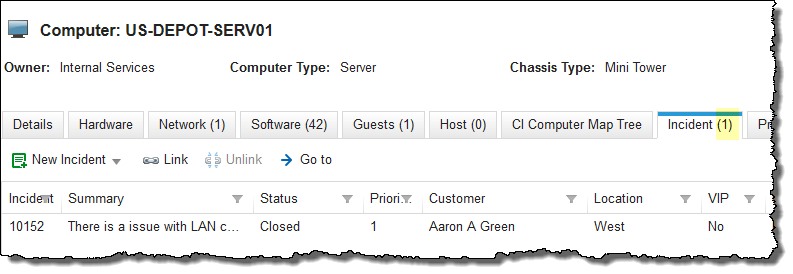 Computer: US-DEPOT-SERV01
Owner: Internal Services Computer Type: Server Chassis Type: Mini Tower
Details Hardware Network (1) Software (42) Guests (1) Host (0) CI Computer Map Tree Incident (1) Pr
New Incident Link Unlink Go to
Incident Summary Status Priori... Customer Location VIP
10152 There is a issue with LAN c... Closed 1 Aaron A Green West No